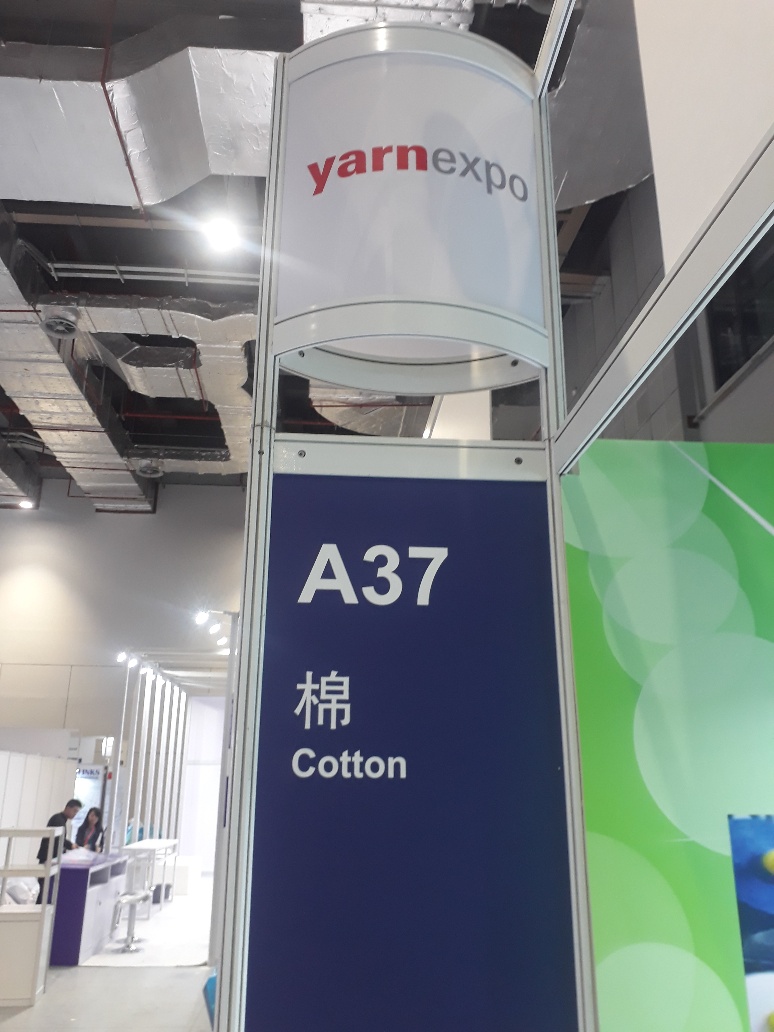 yarnexpo
A37
棉
Cotton